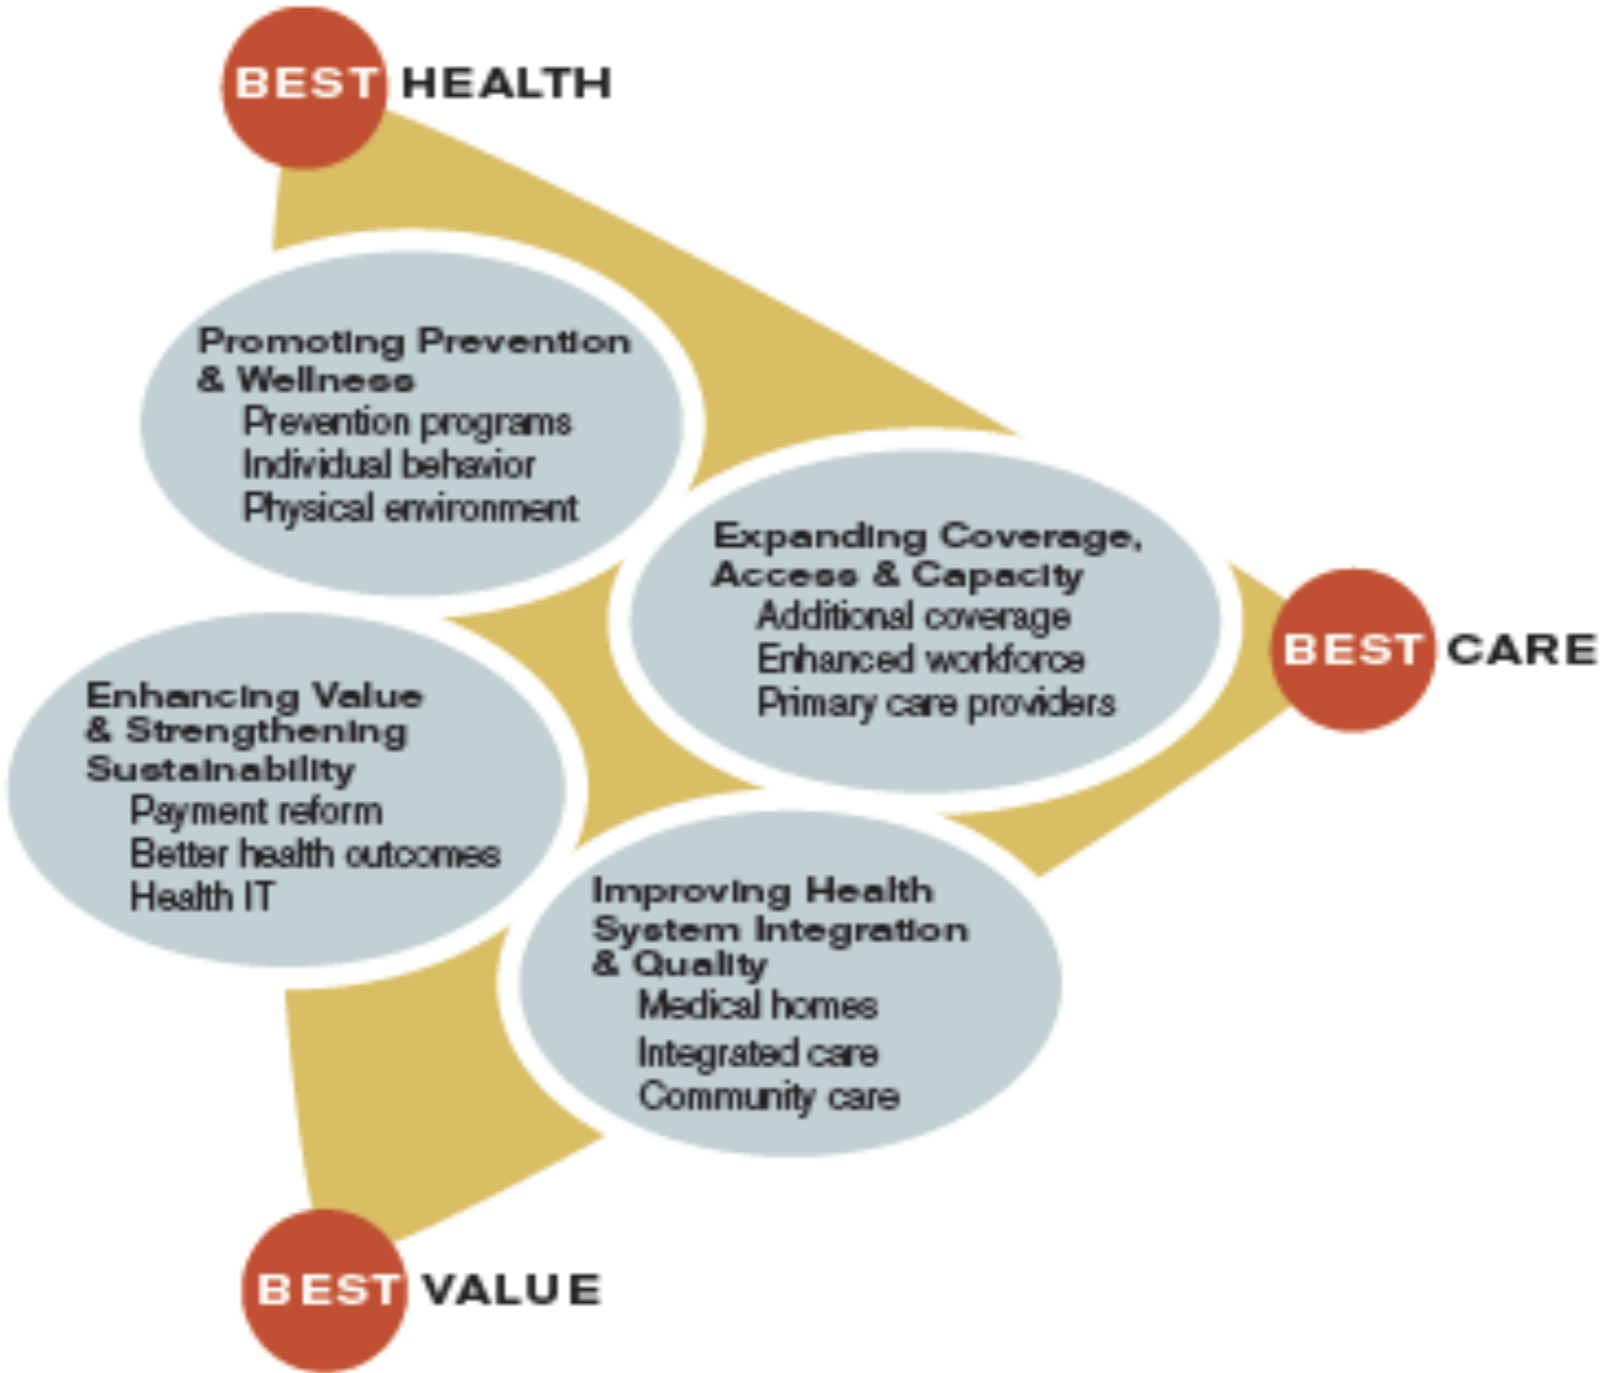 BEST HEALTH
Promoting Prevention
& Wellness
Prevention programs
Individual behavior
Physical environment
Expanding Coverage,
Access & Capacity
Additional coverage
Enhanced workforce
Primary care providers
BEST CARE
Enhancing Value
& Strengthening
Sustainability
Payment reform
Better health outcomes
Health IT
Improving Health
System Integration
& Quality
Medical homes
Integrated care
Community care
BEST VALUE